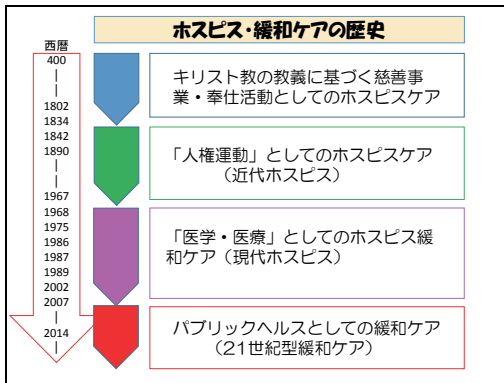 ホスピス・緩和ケアの歴史
西暦
400
|
|
1802
1834
1842
1890
|
|
1967
1968
1975
1986
1987
1989
2002
2007
|
2014
キリスト教の教義に基づく慈善事
業・奉仕活動としてのホスピスケア
「人権運動」としてのホスピスケア
（近代ホスピス）
「医学・医療」としてのホスピス緩
和ケア（現代ホスピス）
パブリックヘルスとしての緩和ケア
（21世紀型緩和ケア）